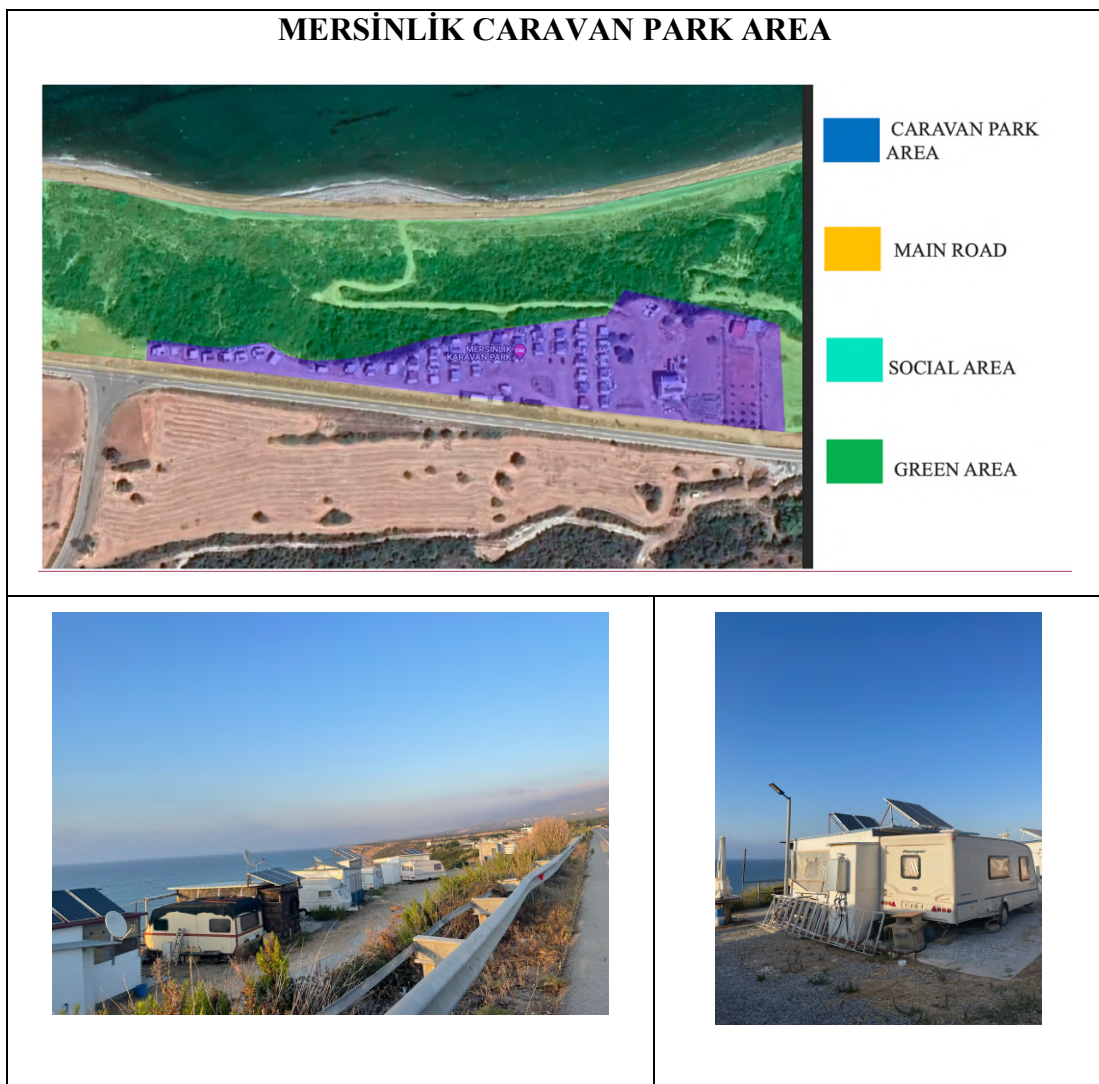 MERSİNLİK CARAVAN PARK AREA
CARAVAN PARK
AREA
MAIN ROAD
SOCIAL AREA
GREEN AREA
MERSİNLİK
KARAVAN PARK